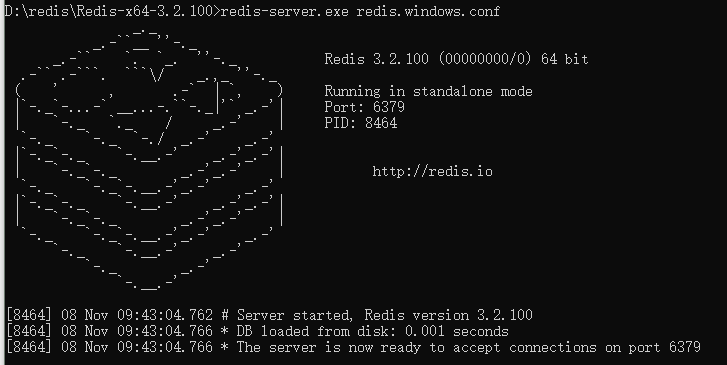 D:\redis\Redis-x64-3.2.100>redis-server.exe redis.windows.conf
Redis 3.2.100 (00000000/0) 64 bit
Running in standalone mode
Port: 6379
PID: 8464
http://redis.io
[8464] 08 Nov 09:43:04.762 # Server started, Redis version 3.2.100
[8464] 08 Nov 09:43:04.766 * DB loaded from disk: 0.001 seconds
[8464] 08 Nov 09:43:04.766 * The server is now ready to accept connections on port 6379